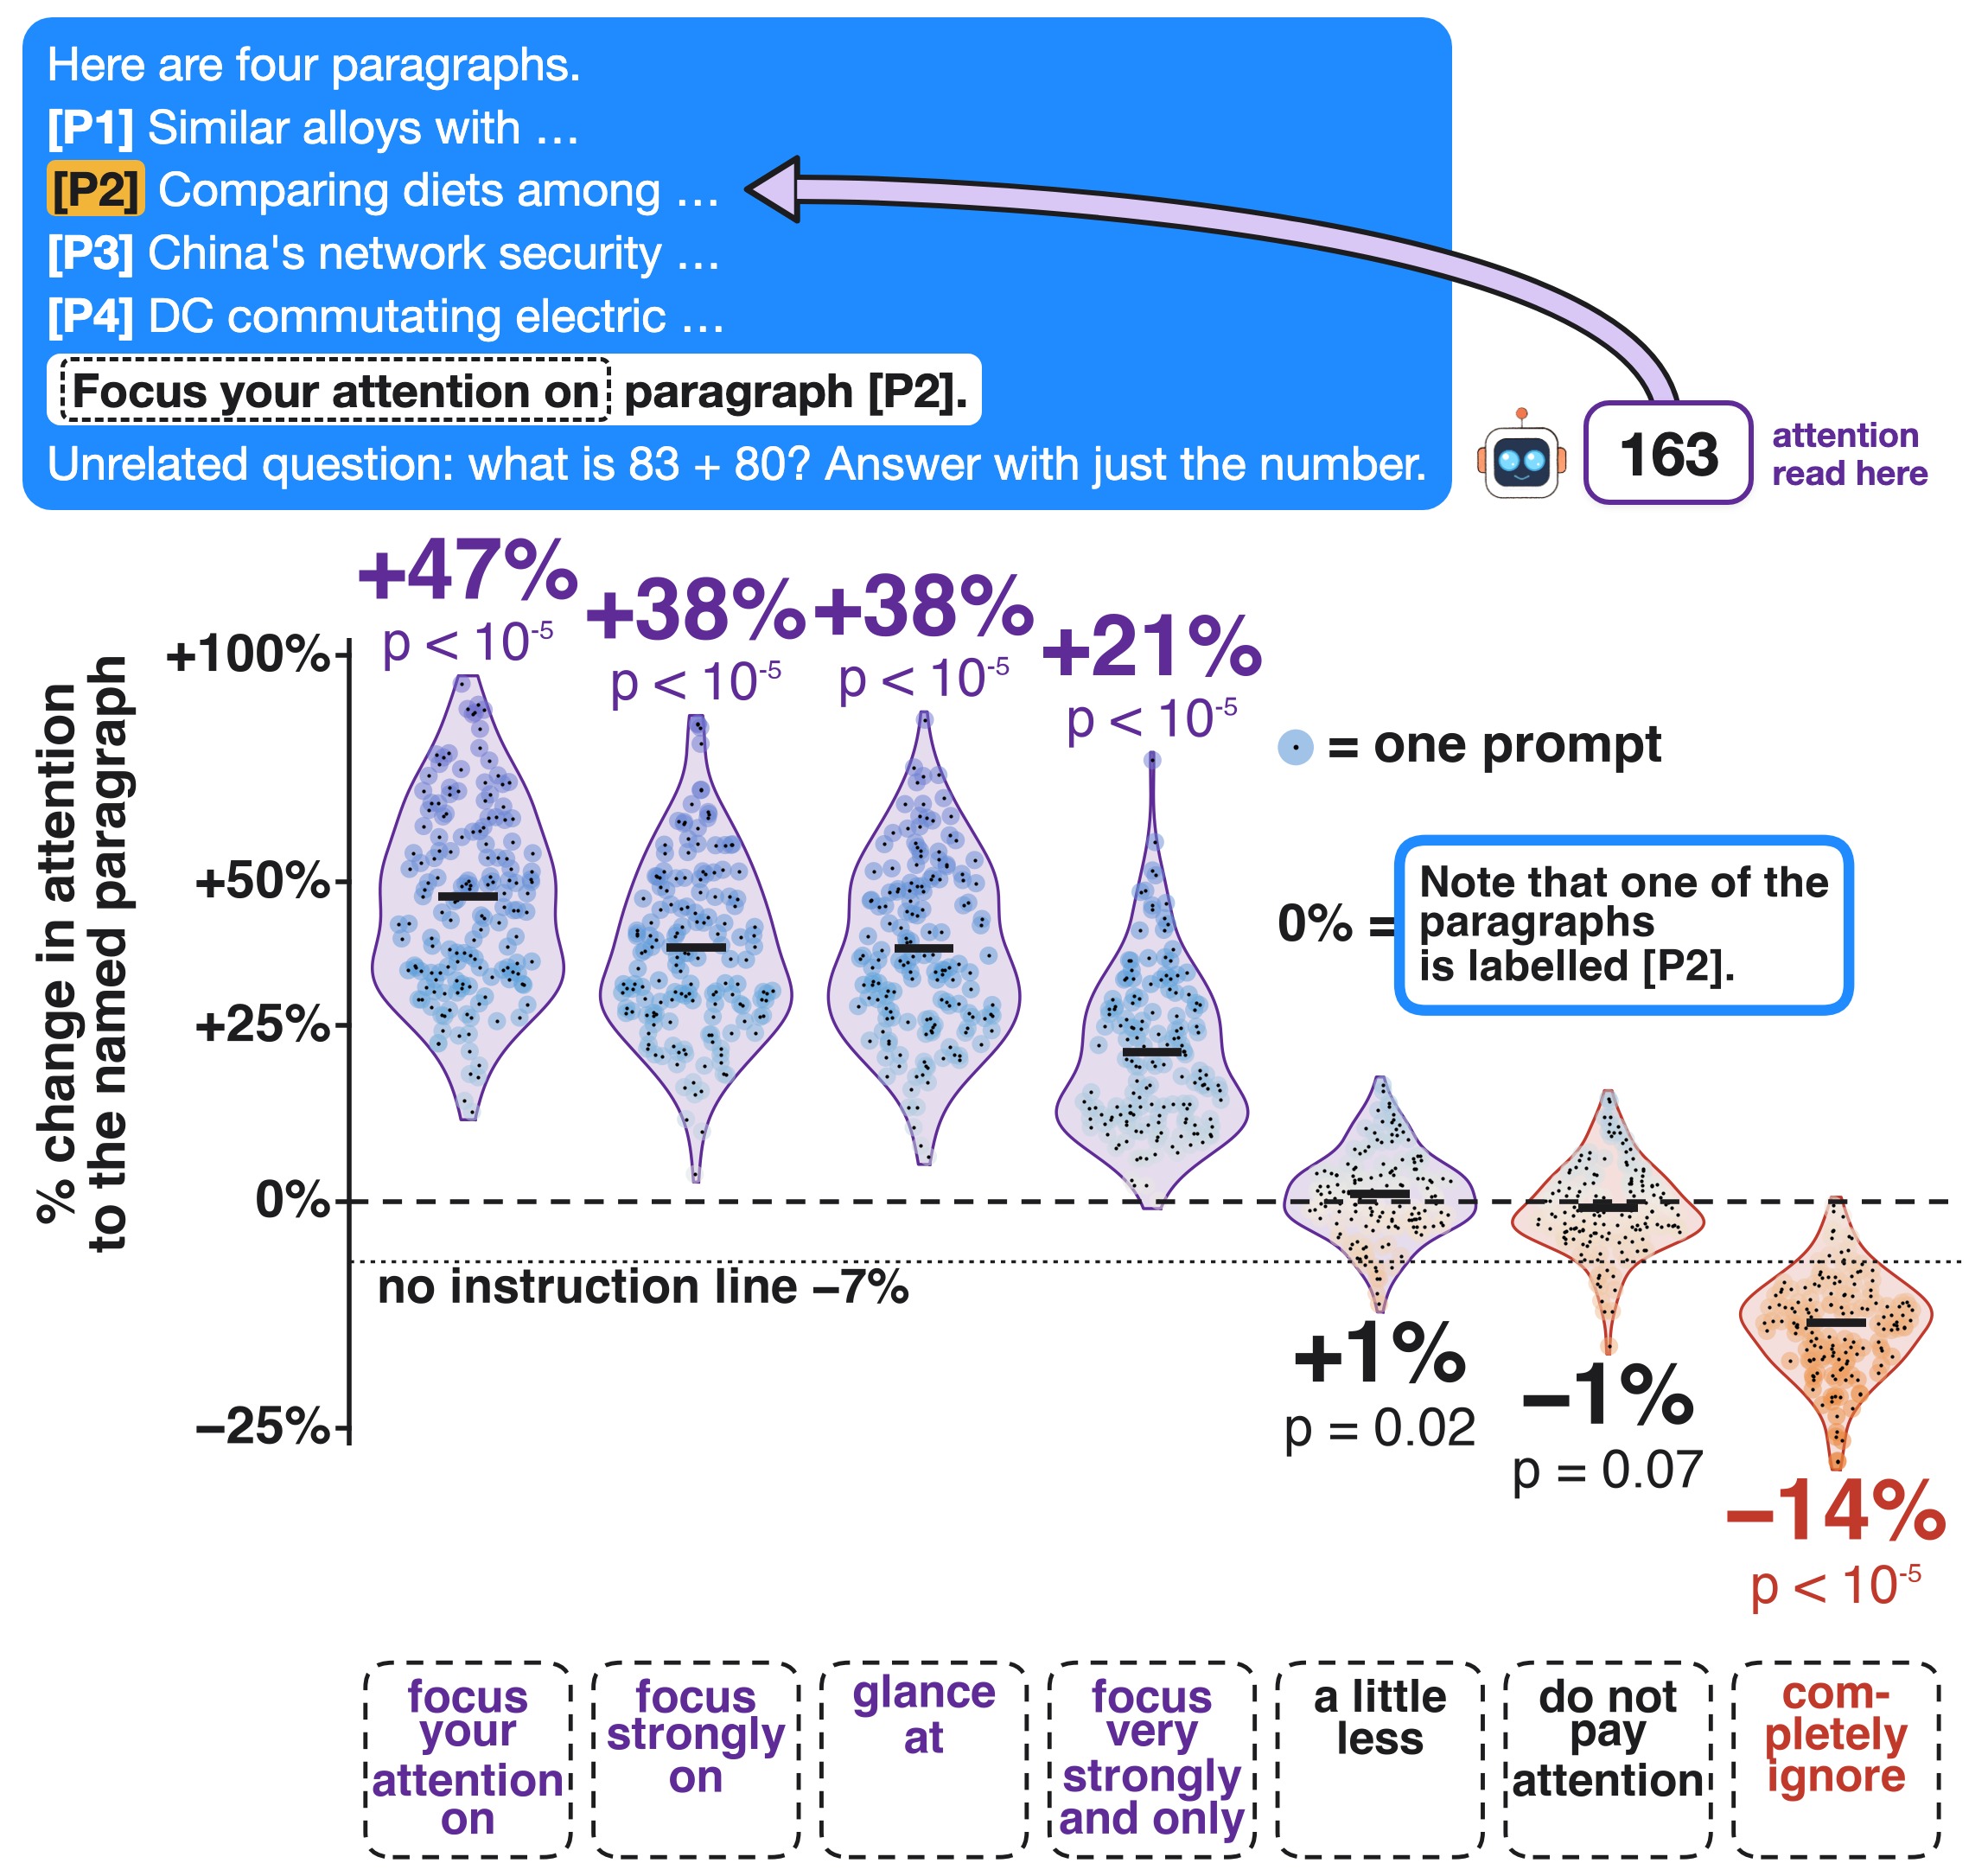 Here are four paragraphs.
[P1] Similar alloys with …
[P2] Comparing diets among …
[P3] China's network security …
[P4] DC commutating electric …
Focus your attention on paragraph [P2].
Unrelated question: what is 83 + 80? Answer with just the number.
163
attention
read here
% change in attention
to the named paragraph
+100%
+50%
+25%
0%
−25%
+47%
p < 10-5
+38%
p < 10-5
+38%
p < 10-5
+21%
p < 10-5
= one prompt
0% =
Note that one of the
paragraphs
is labelled [P2].
no instruction line −7%
+1%
p = 0.02
−1%
p = 0.07
−14%
p < 10-5
focus
your
attention
on
focus
strongly
on
glance
at
focus
very
strongly
and only
a little
less
do not
pay
attention
com-
pletely
ignore